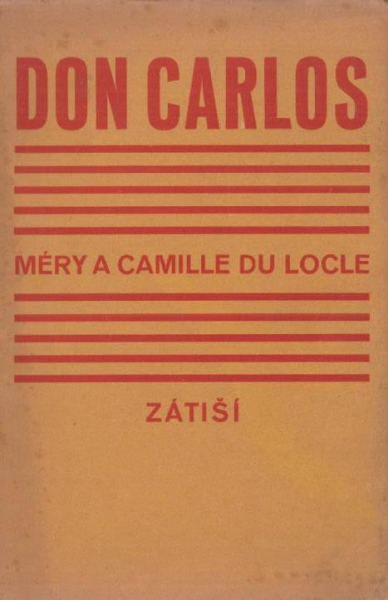 DON CARLOS
MÉRY A CAMILLE DU LOCLE
ZÁTIŠÍ